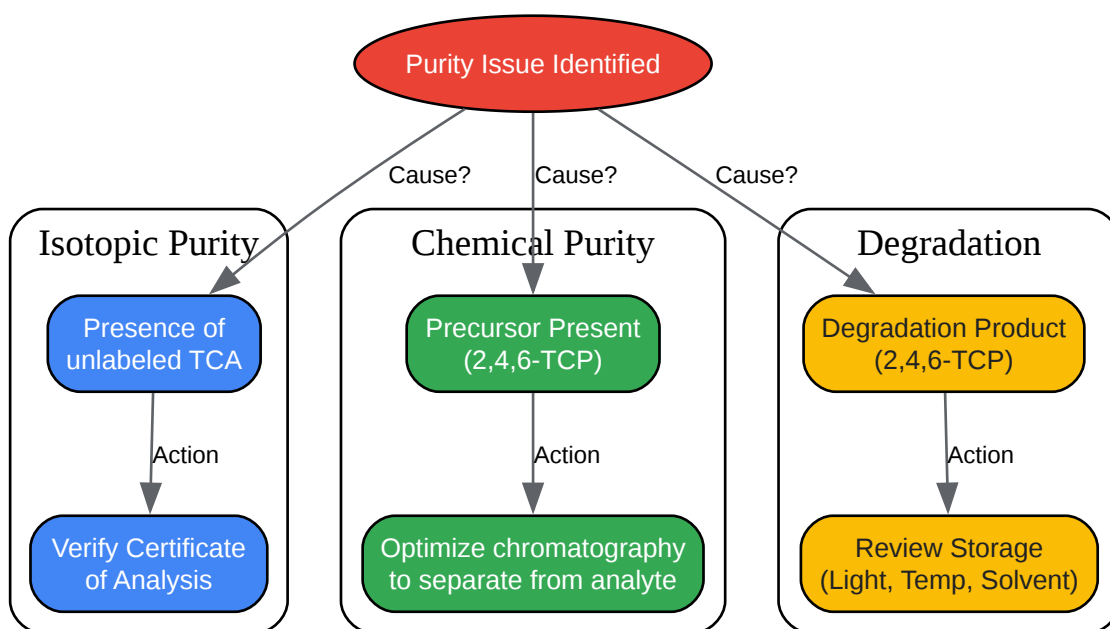 Purity Issue Identified
Cause?
Cause?
Cause?
Isotopic Purity
Chemical Purity
Degradation
Presence of
unlabeled TCA
Precursor Present
(2,4,6-TCP)
Degradation Product
(2,4,6-TCP)
Action
Action
Action
Verify Certificate
of Analysis
Optimize chromatography
to separate from analyte
Review Storage
(Light, Temp, Solvent)